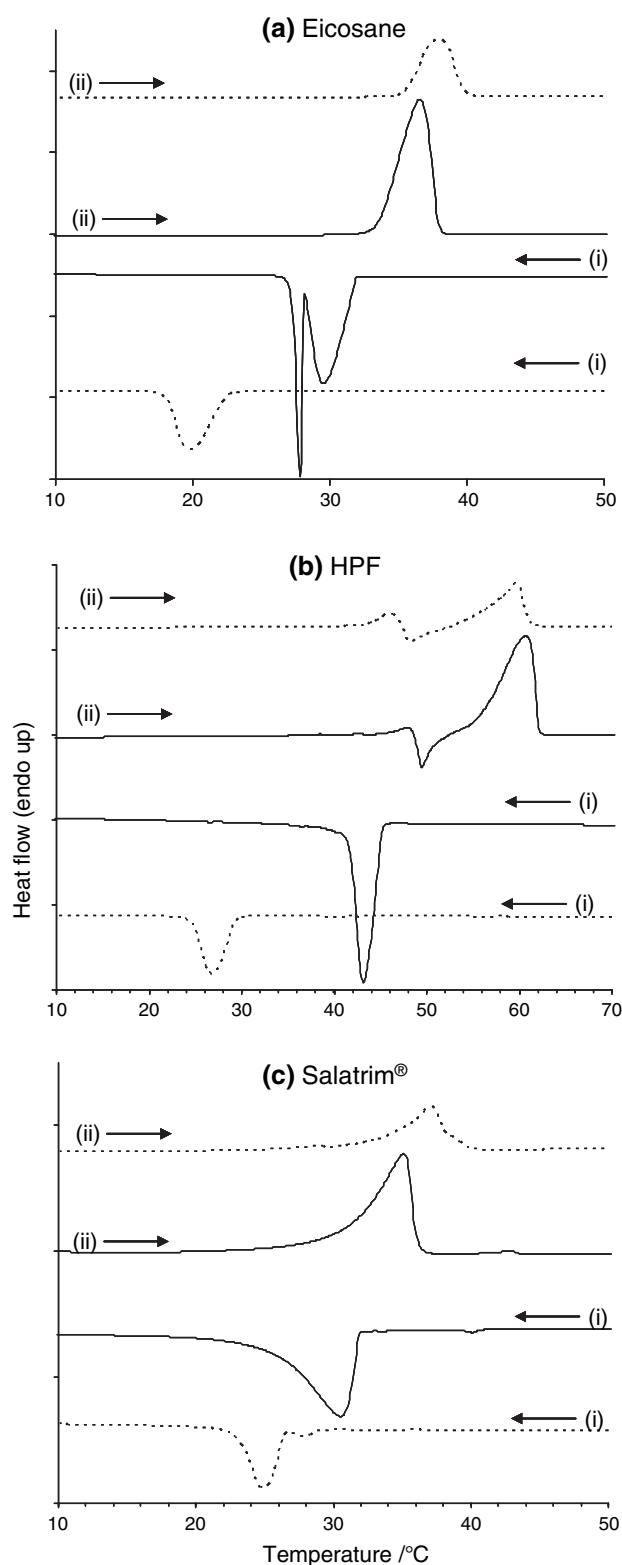 (a) Eicosane
(ii)
(ii)
(i)
(i)
10 20 30 40 50
(b) HPF
(ii)
(ii)
(i)
(i)
10 20 30 40 50 60 70
Heat flow (endo up)
(c) Salatrim®
(ii)
(ii)
(i)
(i)
10 20 30 40 50
Temperature /°C